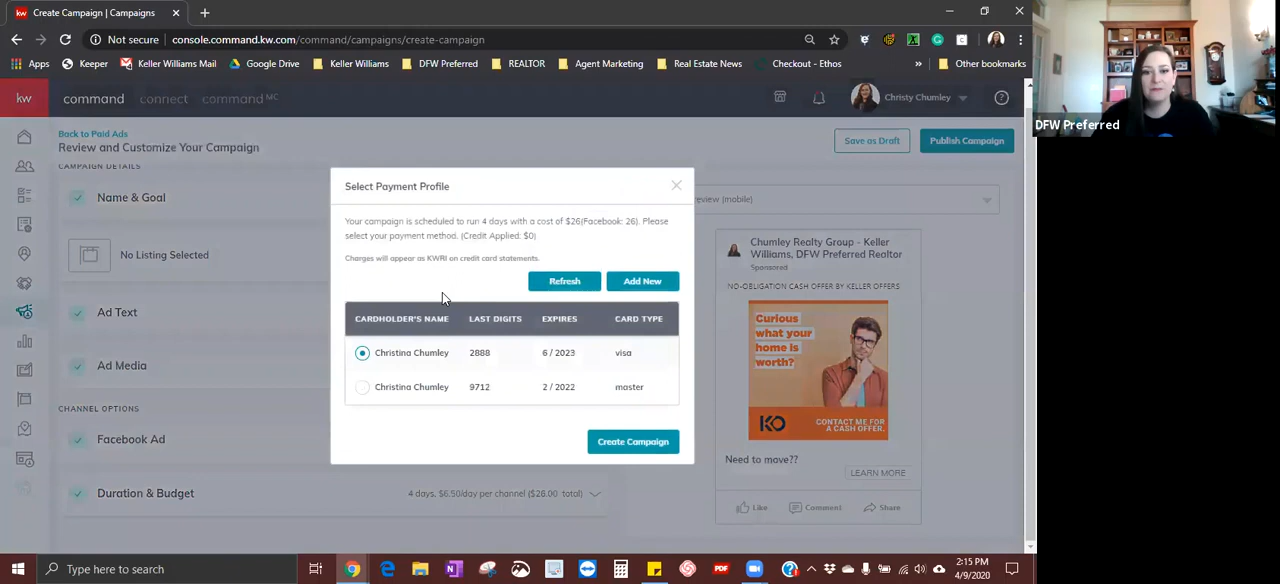 kw Create Campaign | Campaigns
Not secure | console.command.kw.com/command/campaigns/create-campaign
Apps Keeper Keller Williams Mail Google Drive Keller Williams DFW Preferred REALTOR Agent Marketing Real Estate News Checkout - Ethos » Other bookmarks
kw command connect command MC Christy Chumley
DFW Preferred
Back to Paid Ads
Review and Customize Your Campaign
Save as Draft Publish Campaign
CAMPAIGN DETAILS
Name & Goal
No Listing Selected
Ad Text
Ad Media
CHANNEL OPTIONS
Facebook Ad
Duration & Budget 4 days, $6.50/day per channel ($26.00 total)
Select Payment Profile
Your campaign is scheduled to run 4 days with a cost of $26(Facebook: 26). Please
select your payment method. (Credit Applied: $0)
Charges will appear as KWRI on credit card statements.
Refresh Add New
CARDHOLDER'S NAME LAST DIGITS EXPIRES CARD TYPE
Christina Chumley 2888 6 / 2023 visa
Christina Chumley 9712 2 / 2022 master
Create Campaign
review (mobile)
Chumley Realty Group - Keller
Williams, DFW Preferred Realtor
Sponsored
NO-OBLIGATION CASH OFFER BY KELLER OFFERS
Curious
what your
home is
worth?
KO CONTACT ME FOR
A CASH OFFER.
Need to move??
LEARN MORE
Like Comment Share
Type here to search
PDF
2:15 PM
4/9/2020